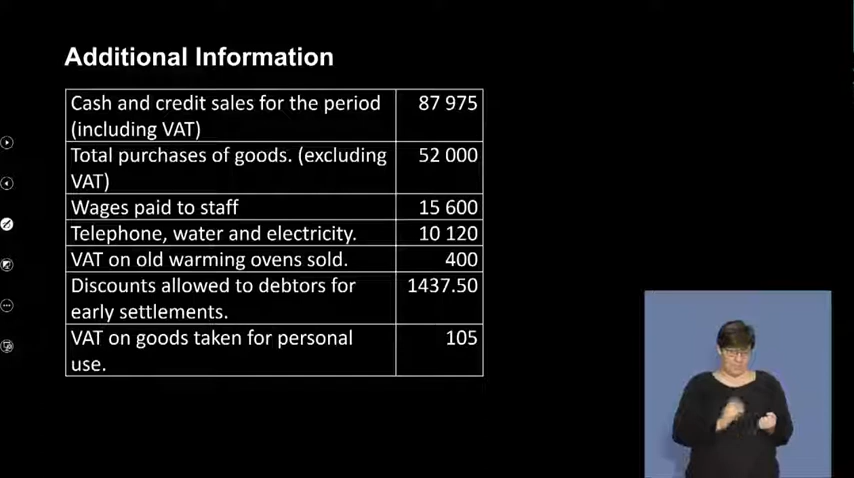 Additional Information
Cash and credit sales for the period 87 975
(including VAT)
Total purchases of goods. (excluding 52 000
VAT)
Wages paid to staff 15 600
Telephone, water and electricity. 10 120
VAT on old warming ovens sold. 400
Discounts allowed to debtors for 1437.50
early settlements.
VAT on goods taken for personal 105
use.